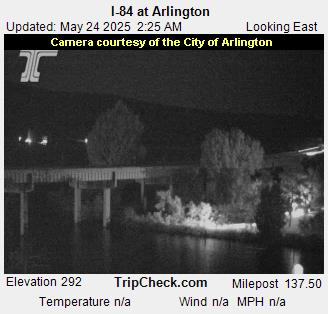 I-84 at Arlington
Updated: May 24 2025 2:25 AM Looking East
Camera courtesy of the City of Arlington
Elevation 292 TripCheck.com Milepost 137.50
Temperature n/a Wind n/a MPH n/a